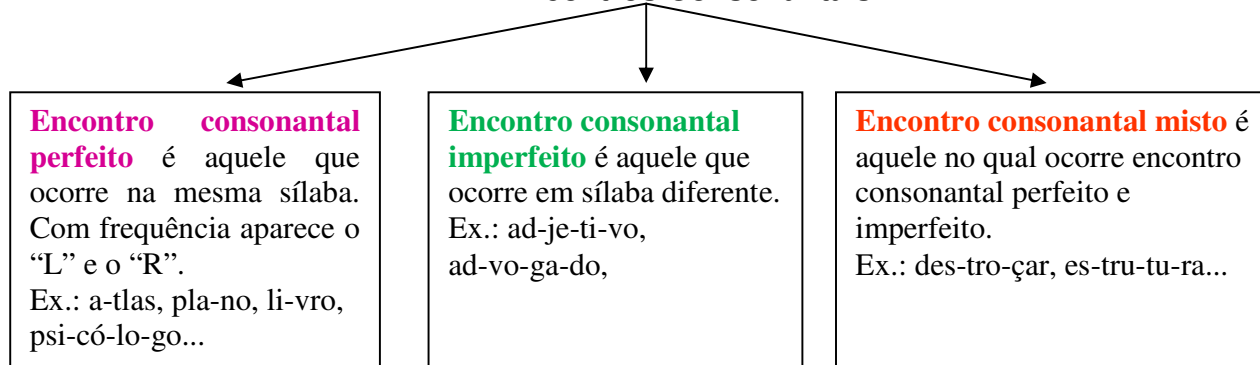 Encontro consonantal
perfeito é aquele que
ocorre na mesma sílaba.
Com frequência aparece o
“L” e o “R”.
Ex.: a-tlas, pla-no, li-vro,
psi-có-lo-go...
Encontro consonantal
imperfeito é aquele que
ocorre em sílaba diferente.
Ex.: ad-je-ti-vo,
ad-vo-ga-do,
Encontro consonantal misto é
aquele no qual ocorre encontro
consonantal perfeito e
imperfeito.
Ex.: des-tro-çar, es-tru-tu-ra...